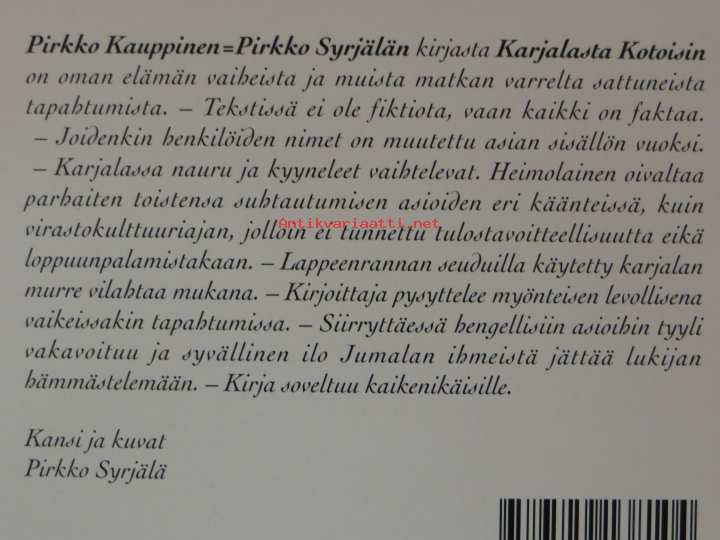 Pirkko Kauppinen=Pirkko Syrjälän kirjasta Karjalasta Kotoisin
on oman elämän vaiheista ja muista matkan varrelta sattuneista
tapahtumista. – Tekstissä ei ole fiktiota, vaan kaikki on faktaa.
– Joidenkin henkilöiden nimet on muutettu asian sisällön vuoksi.
– Karjalassa nauru ja kyyneleet vaihtelevat. Heimolainen oivaltaa
parhaiten toistensa suhtautumisen asioiden eri käänteissä, kuin
Antikvariaatti.net
virastokulttuuriajan, jolloin ei tunnettu tulostavoitteellisuutta eikä
loppuunpalamistakaan. – Lappeenrannan seuduilla käytetty karjalan
murre vilahtaa mukana. – Kirjoittaja pysyttelee myönteisen levollisena
vaikeissakin tapahtumissa. – Siirryttäessä hengellisiin asioihin tyyli
vakavoituu ja syvällinen ilo Jumalan ihmeistä jättää lukijan
hämmästelemään. – Kirja soveltuu kaikenikäisille.
Kansi ja kuvat
Pirkko Syrjälä